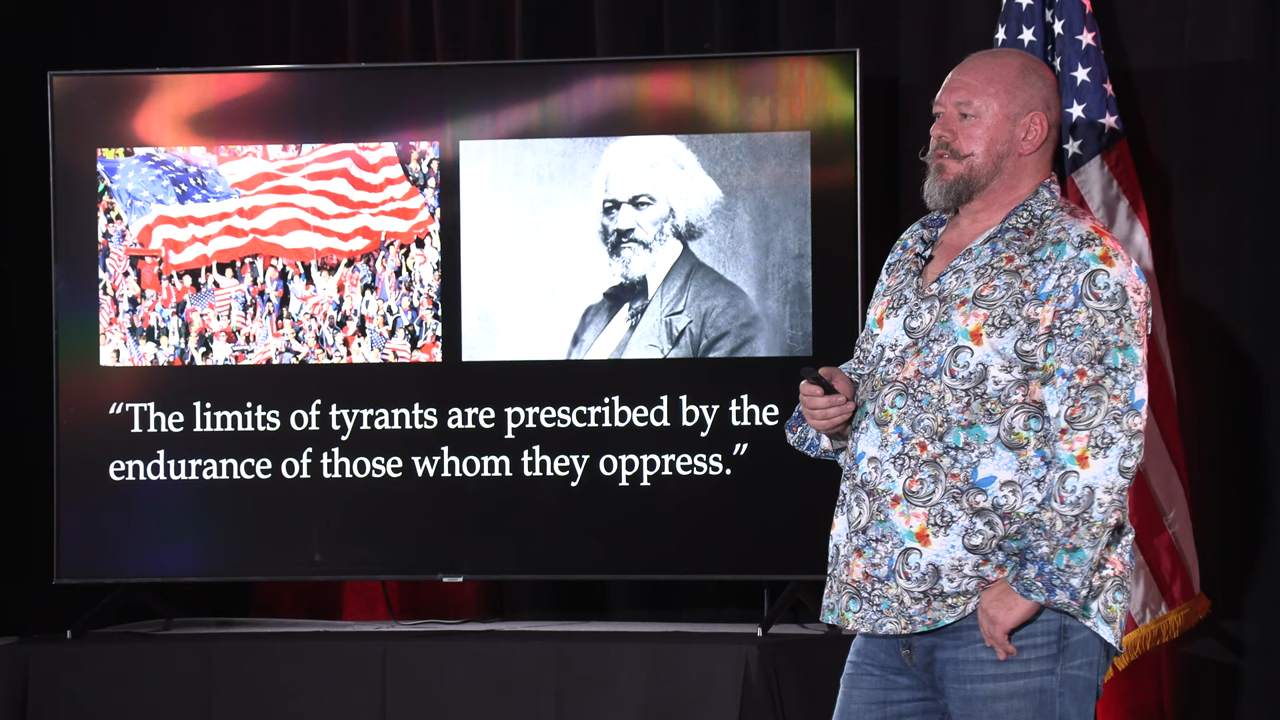 “The limits of tyrants are prescribed by the
endurance of those whom they oppress.”